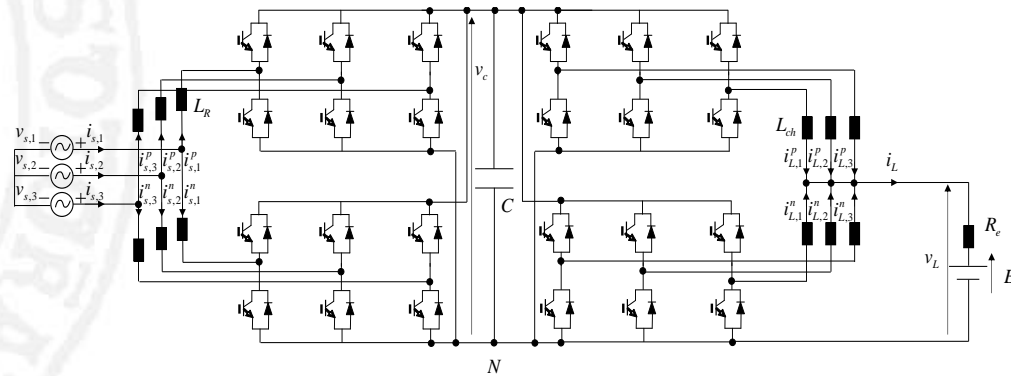 v_c
L_R
L_ch
v_{s,1} − + i_{s,1}
v_{s,2} − + i_{s,2}
v_{s,3} − + i_{s,3}
i^p_{s,3} i^p_{s,2} i^p_{s,1}
i^n_{s,3} i^n_{s,2} i^n_{s,1}
i^p_{L,1} i^p_{L,2} i^p_{L,3}
i_L
i^n_{L,1} i^n_{L,2} i^n_{L,3}
C
R_e
v_L
N